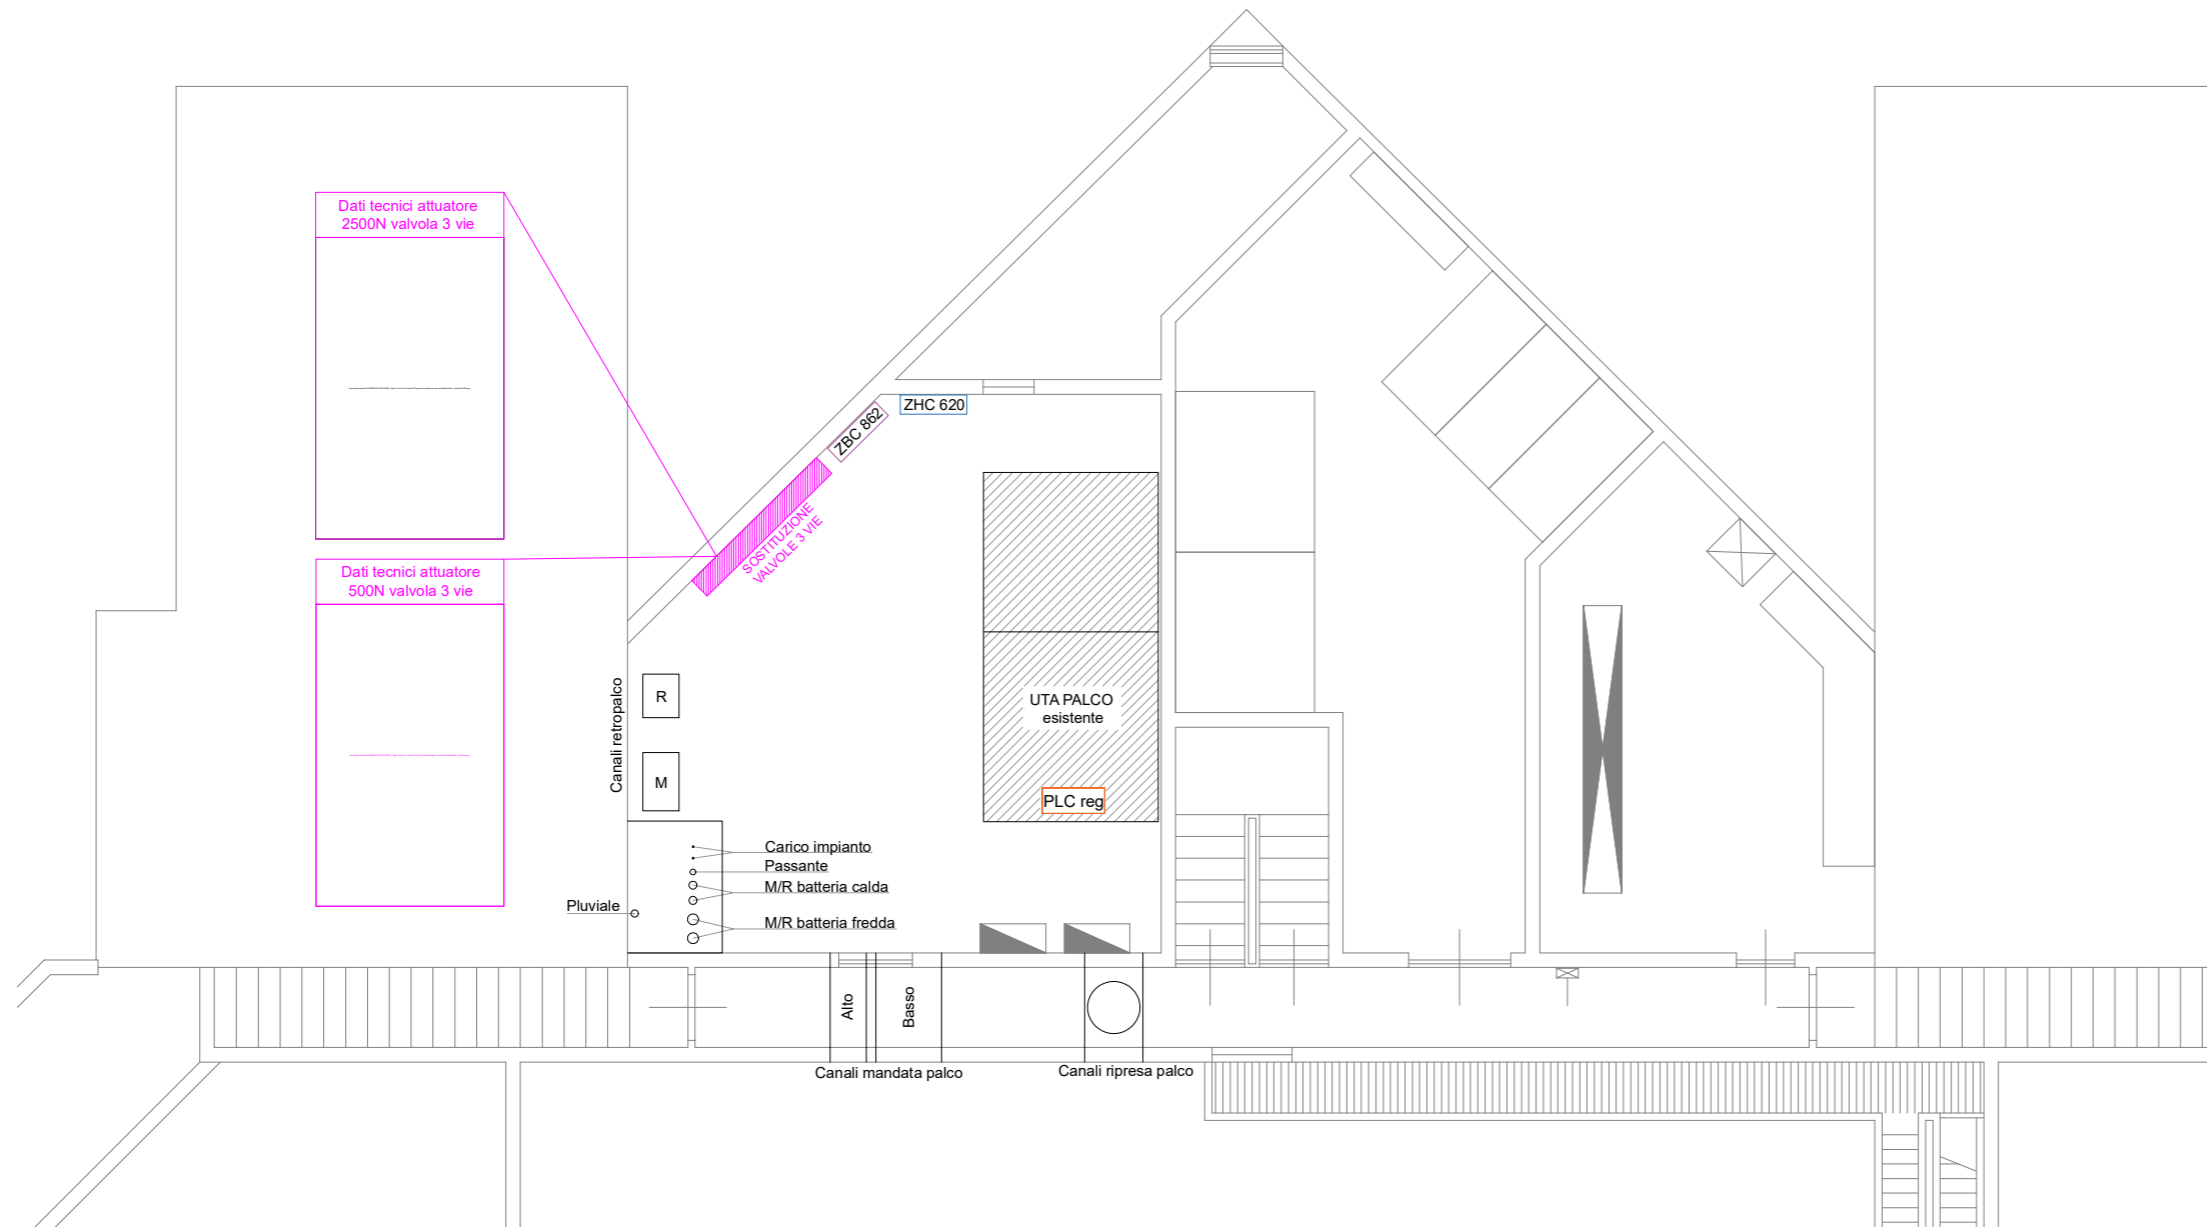 Dati tecnici attuatore
2500N valvola 3 vie
ZHC 620
ZBC 862
SOSTITUZIONE
VALVOLE 3 VIE
Dati tecnici attuatore
500N valvola 3 vie
Canali retropalco
R
M
UTA PALCO
esistente
PLC reg
Carico impianto
Passante
M/R batteria calda
Pluviale
M/R batteria fredda
Alto
Basso
Canali mandata palco
Canali ripresa palco